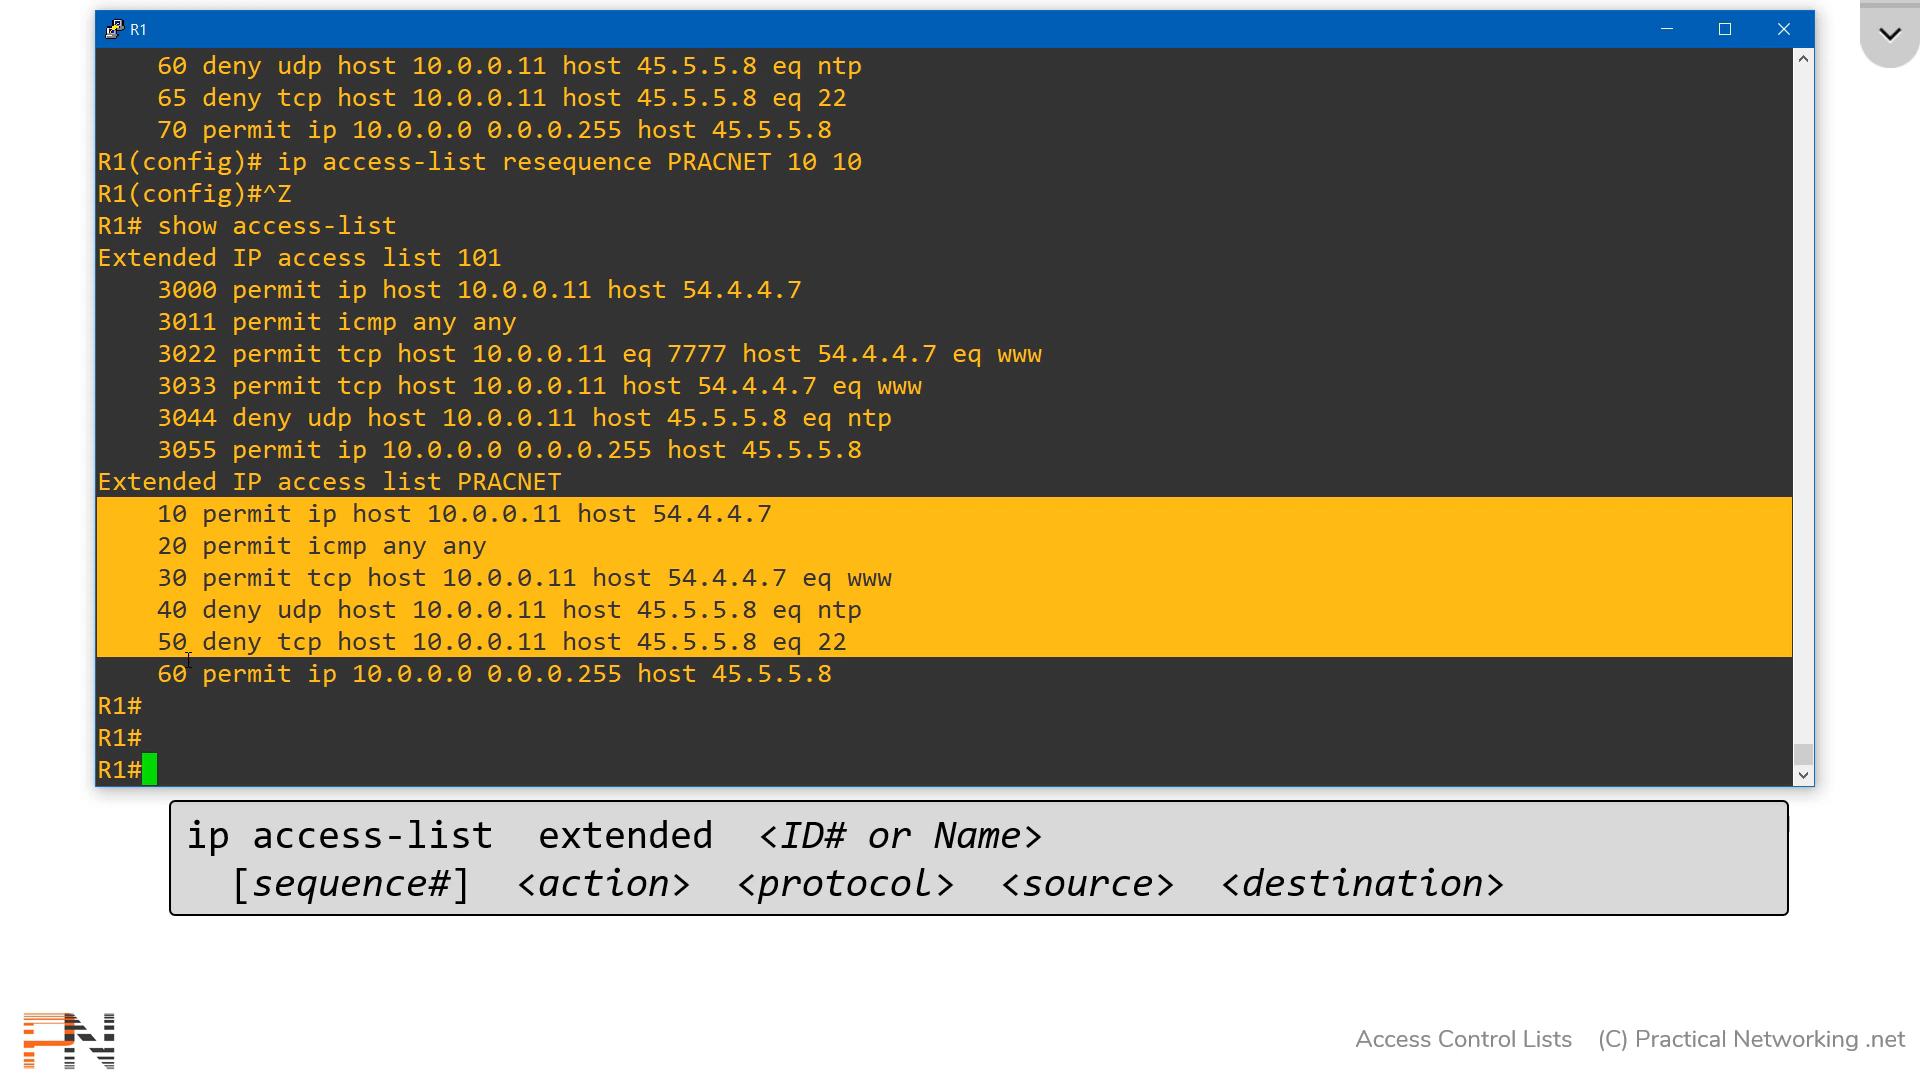 R1
60 deny udp host 10.0.0.11 host 45.5.5.8 eq ntp
65 deny tcp host 10.0.0.11 host 45.5.5.8 eq 22
70 permit ip 10.0.0.0 0.0.0.255 host 45.5.5.8
R1(config)# ip access-list resequence PRACNET 10 10
R1(config)#^Z
R1# show access-list
Extended IP access list 101
3000 permit ip host 10.0.0.11 host 54.4.4.7
3011 permit icmp any any
3022 permit tcp host 10.0.0.11 eq 7777 host 54.4.4.7 eq www
3033 permit tcp host 10.0.0.11 host 54.4.4.7 eq www
3044 deny udp host 10.0.0.11 host 45.5.5.8 eq ntp
3055 permit ip 10.0.0.0 0.0.0.255 host 45.5.5.8
Extended IP access list PRACNET
10 permit ip host 10.0.0.11 host 54.4.4.7
20 permit icmp any any
30 permit tcp host 10.0.0.11 host 54.4.4.7 eq www
40 deny udp host 10.0.0.11 host 45.5.5.8 eq ntp
50 deny tcp host 10.0.0.11 host 45.5.5.8 eq 22
60 permit ip 10.0.0.0 0.0.0.255 host 45.5.5.8
R1#
R1#
R1#
ip access-list extended <ID# or Name>
[sequence#] <action> <protocol> <source> <destination>
PN
Access Control Lists (C) Practical Networking .net